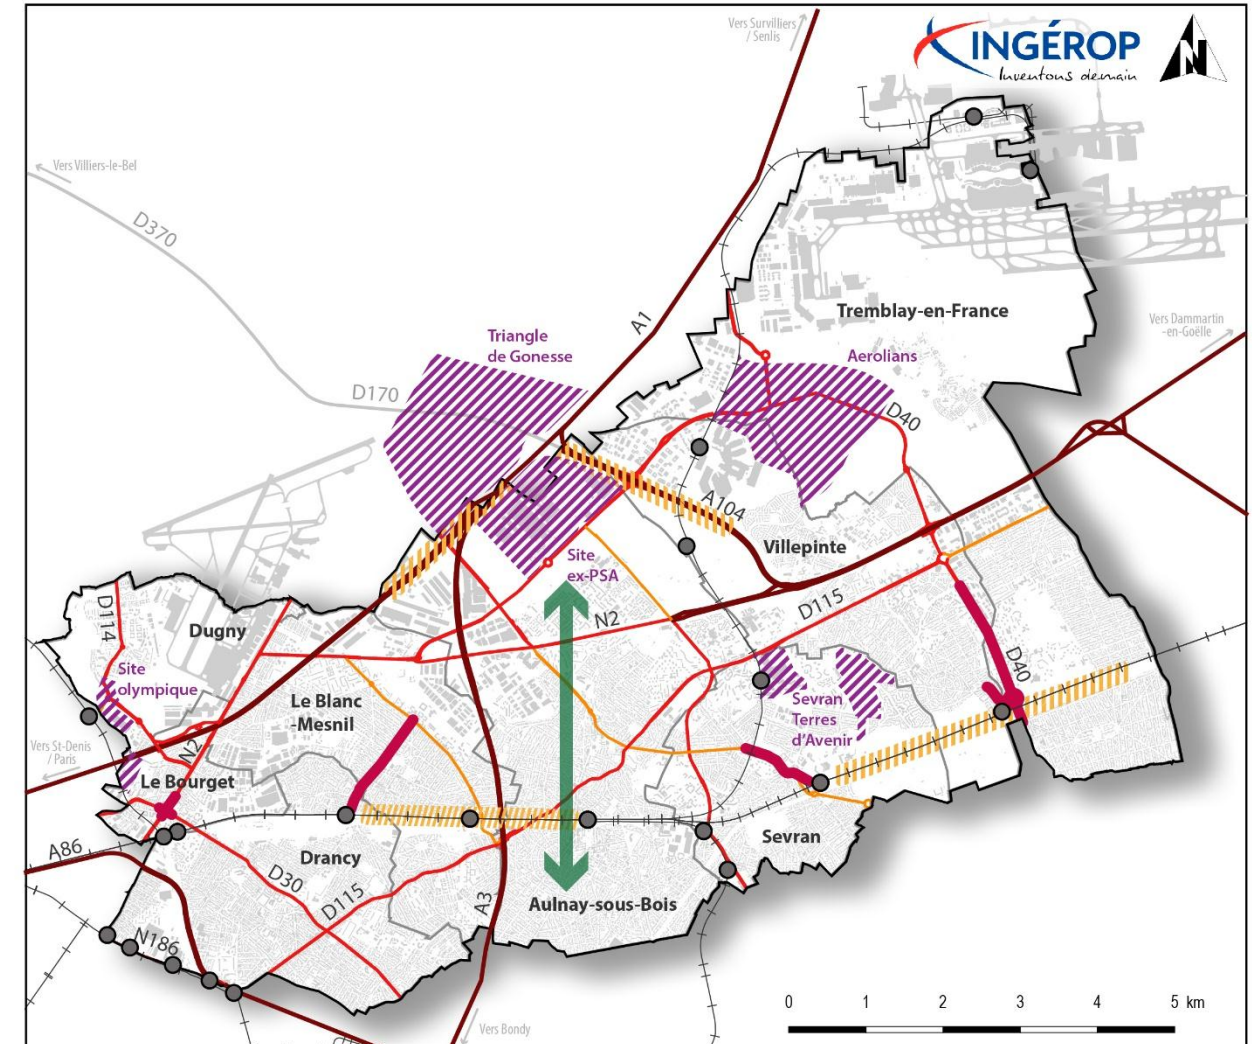 Vers Survilliers
/ Senlis
INGÉROP
Inventons demain
N
Vers Villiers-le-Bel
D370
A1
Tremblay-en-France
Vers Dammartin
-en-Goëlle
Triangle
de Gonesse
Aerolians
D170
D40
A104
Villepinte
Site
ex-PSA
D114
Dugny
N2
D115
Site
olympique
Le Blanc
-Mesnil
D40
Sevran
Terres
d'Avenir
Vers St-Denis
/ Paris
N2
Le Bourget
Sevran
A86
Drancy
D30
D115
A3
Aulnay-sous-Bois
N186
Vers Bondy
0 1 2 3 4 5 km